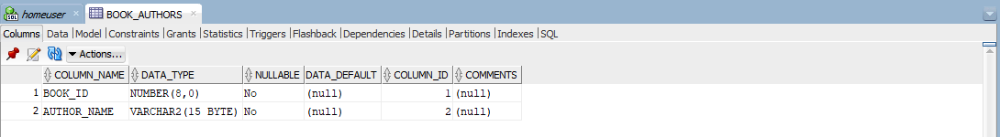 homeuser BOOK_AUTHORS
Columns Data Model Constraints Grants Statistics Triggers Flashback Dependencies Details Partitions Indexes SQL
Actions...
COLUMN_NAME DATA_TYPE NULLABLE DATA_DEFAULT COLUMN_ID COMMENTS
1 BOOK_ID NUMBER(8,0) No (null) 1 (null)
2 AUTHOR_NAME VARCHAR2(15 BYTE) No (null) 2 (null)